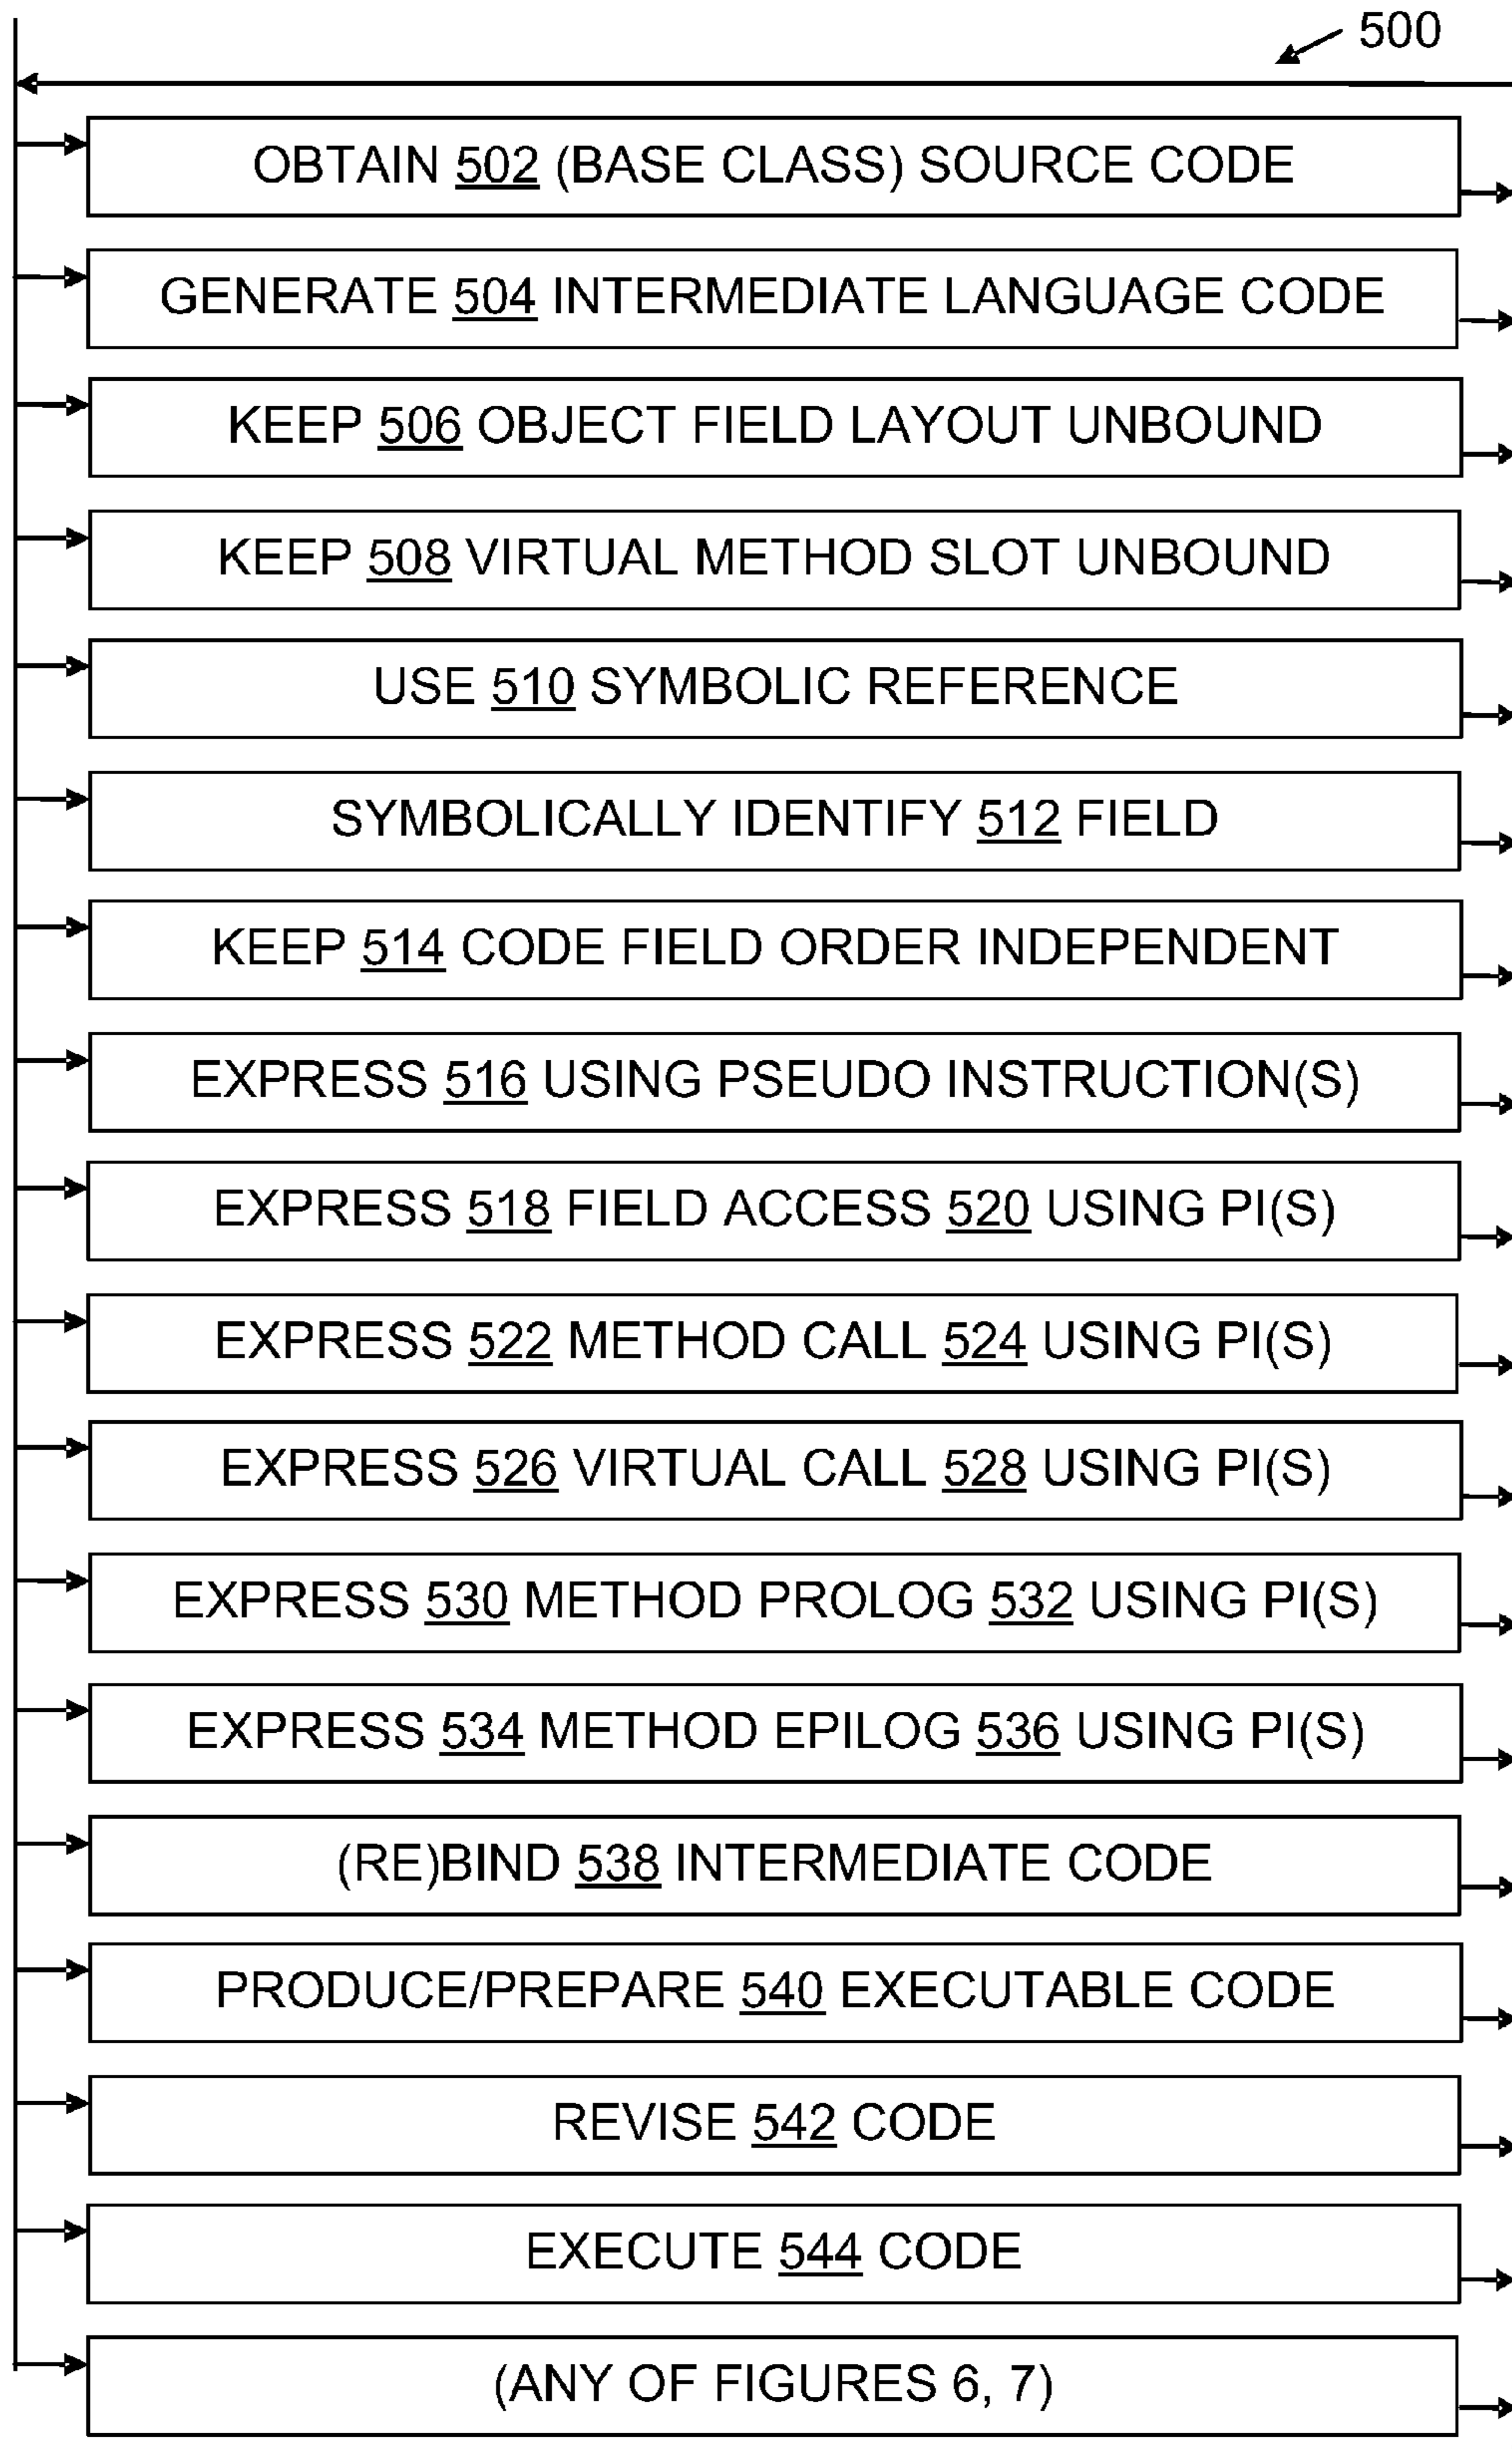 500
OBTAIN 502 (BASE CLASS) SOURCE CODE
GENERATE 504 INTERMEDIATE LANGUAGE CODE
KEEP 506 OBJECT FIELD LAYOUT UNBOUND
KEEP 508 VIRTUAL METHOD SLOT UNBOUND
USE 510 SYMBOLIC REFERENCE
SYMBOLICALLY IDENTIFY 512 FIELD
KEEP 514 CODE FIELD ORDER INDEPENDENT
EXPRESS 516 USING PSEUDO INSTRUCTION(S)
EXPRESS 518 FIELD ACCESS 520 USING PI(S)
EXPRESS 522 METHOD CALL 524 USING PI(S)
EXPRESS 526 VIRTUAL CALL 528 USING PI(S)
EXPRESS 530 METHOD PROLOG 532 USING PI(S)
EXPRESS 534 METHOD EPILOG 536 USING PI(S)
(RE)BIND 538 INTERMEDIATE CODE
PRODUCE/PREPARE 540 EXECUTABLE CODE
REVISE 542 CODE
EXECUTE 544 CODE
(ANY OF FIGURES 6, 7)